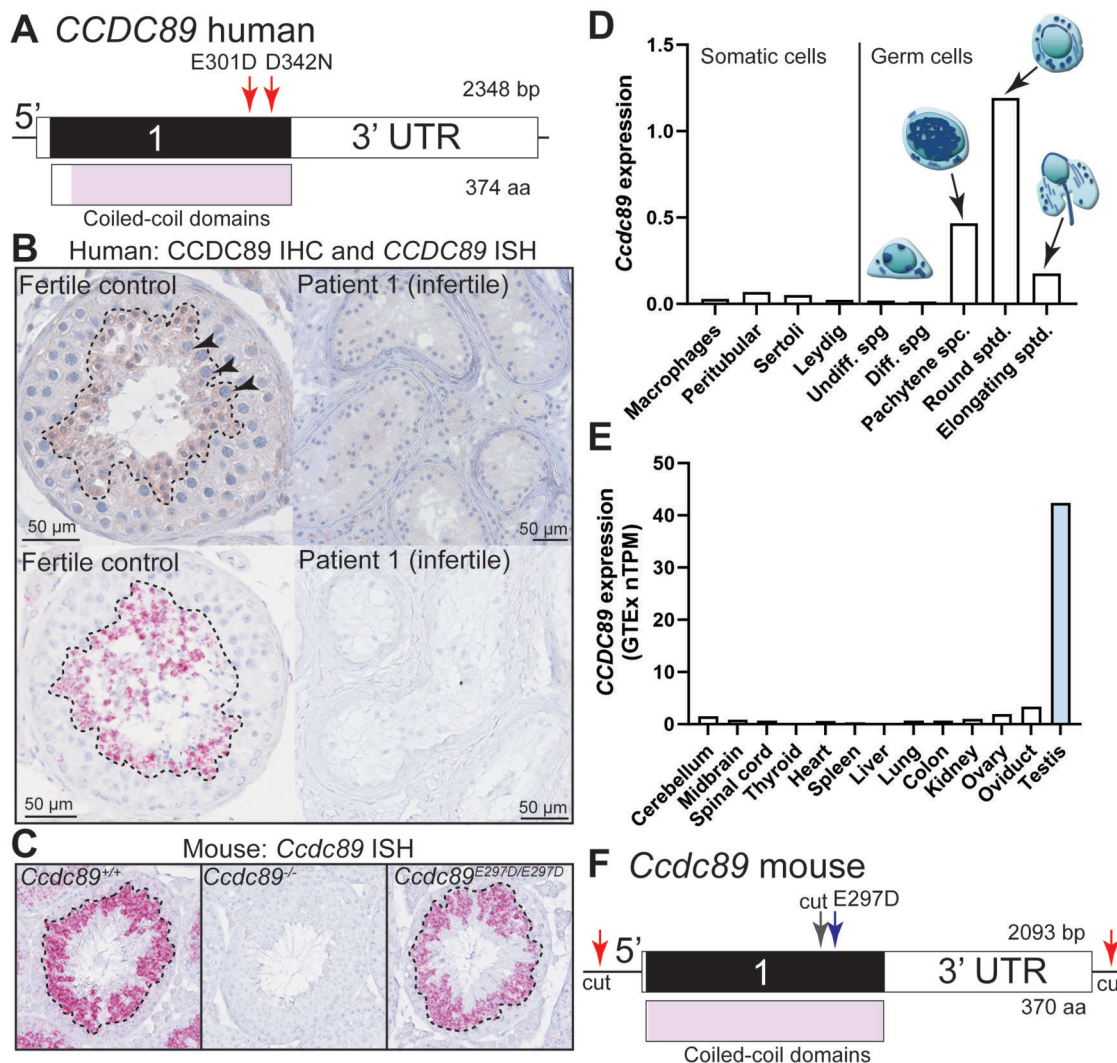 A CCDC89 human
E301D D342N
2348 bp
5’
1
3’ UTR
374 aa
Coiled-coil domains
B Human: CCDC89 IHC and CCDC89 ISH
Fertile control
Patient 1 (infertile)
50 µm
50 µm
Fertile control
Patient 1 (infertile)
50 µm
50 µm
C Mouse: Ccdc89 ISH
Ccdc89+/+
Ccdc89-/-
Ccdc89E297D/E297D
D
Somatic cells
Germ cells
Ccdc89 expression
1.5
1.0
0.5
0.0
Macrophages
Peritubular
Sertoli
Leydig
Undiff. spg
Diff. spg
Pachytene spc.
Round sptd.
Elongating sptd.
E
CCDC89 expression
(GTEx nTPM)
50
40
30
20
10
0
Cerebellum
Midbrain
Spinal cord
Thyroid
Heart
Spleen
Liver
Lung
Colon
Kidney
Ovary
Oviduct
Testis
F Ccdc89 mouse
cut E297D
2093 bp
5’
cut
1
3’ UTR
cu
370 aa
Coiled-coil domains